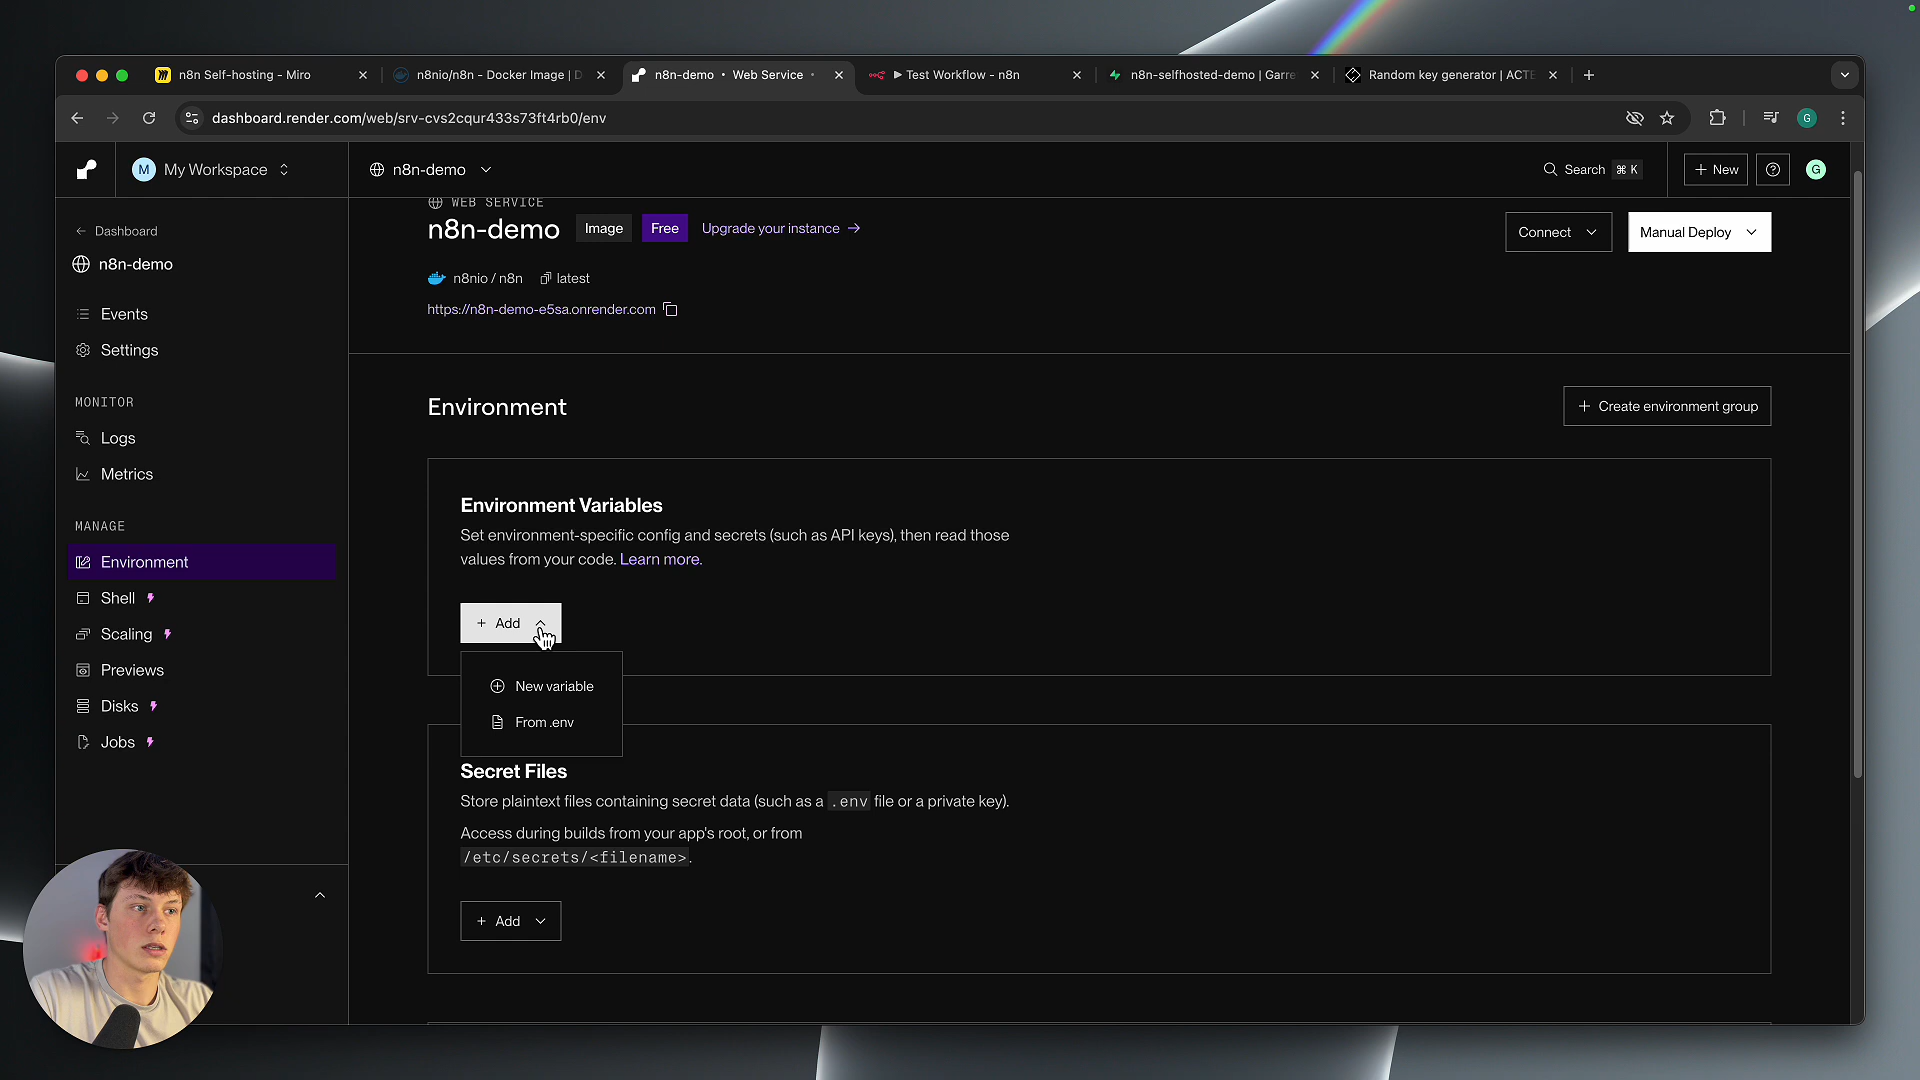 n8n Self-hosting - Miro
n8nio/n8n - Docker Image | D
n8n-demo • Web Service •
▶ Test Workflow - n8n
n8n-selfhosted-demo | Garre
Random key generator | ACTE
dashboard.render.com/web/srv-cvs2cqur433s73ft4rb0/env
G
M
My Workspace
n8n-demo
Search
⌘ K
+ New
G
← Dashboard
n8n-demo
Events
Settings
MONITOR
Logs
Metrics
MANAGE
Environment
Shell
Scaling
Previews
Disks
Jobs
WEB SERVICE
n8n-demo
Image
Free
Upgrade your instance →
Connect
Manual Deploy
n8nio / n8n
latest
https://n8n-demo-e5sa.onrender.com
Environment
+ Create environment group
Environment Variables
Set environment-specific config and secrets (such as API keys), then read those
values from your code. Learn more.
+ Add
New variable
From .env
Secret Files
Store plaintext files containing secret data (such as a .env file or a private key).
Access during builds from your app's root, or from
/etc/secrets/<filename>.
+ Add